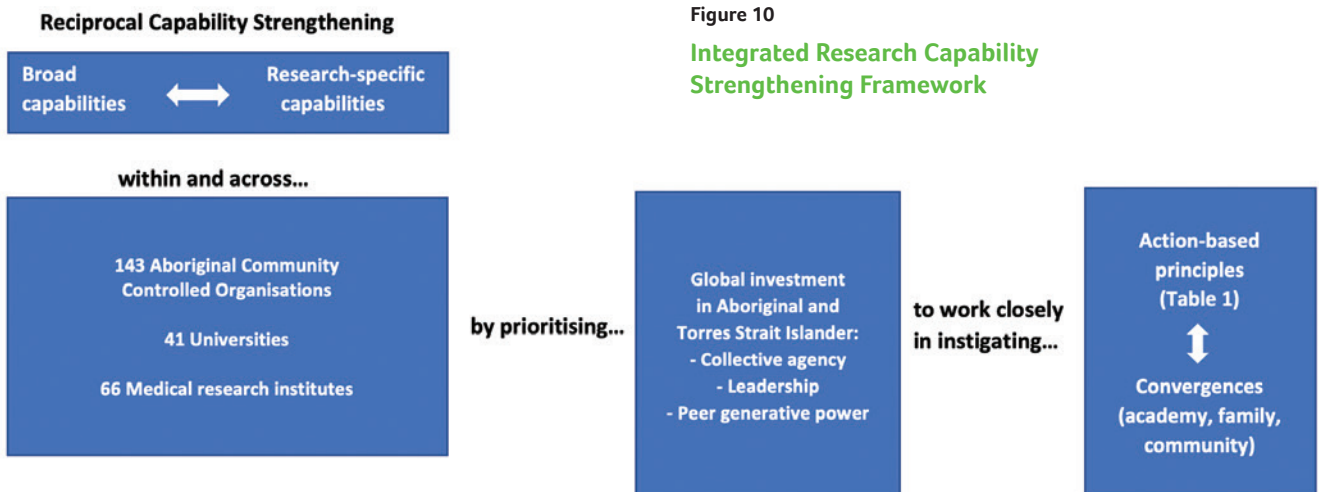 Figure 10
Integrated Research Capability
Strengthening Framework
Reciprocal Capability Strengthening
Broad
capabilities
Research-specific
capabilities
within and across...
143 Aboriginal Community
Controlled Organisations
41 Universities
66 Medical research institutes
by prioritising...
Global investment
in Aboriginal and
Torres Strait Islander:
- Collective agency
- Leadership
- Peer generative power
to work closely
in instigating...
Action-based
principles
(Table 1)
Convergences
(academy, family,
community)